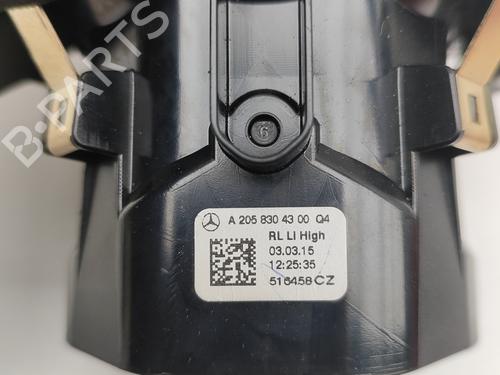 B-PARTS
6
A 205 830 43 00 Q4
RL LI High
03.03.15
12:25:35
516458CZ